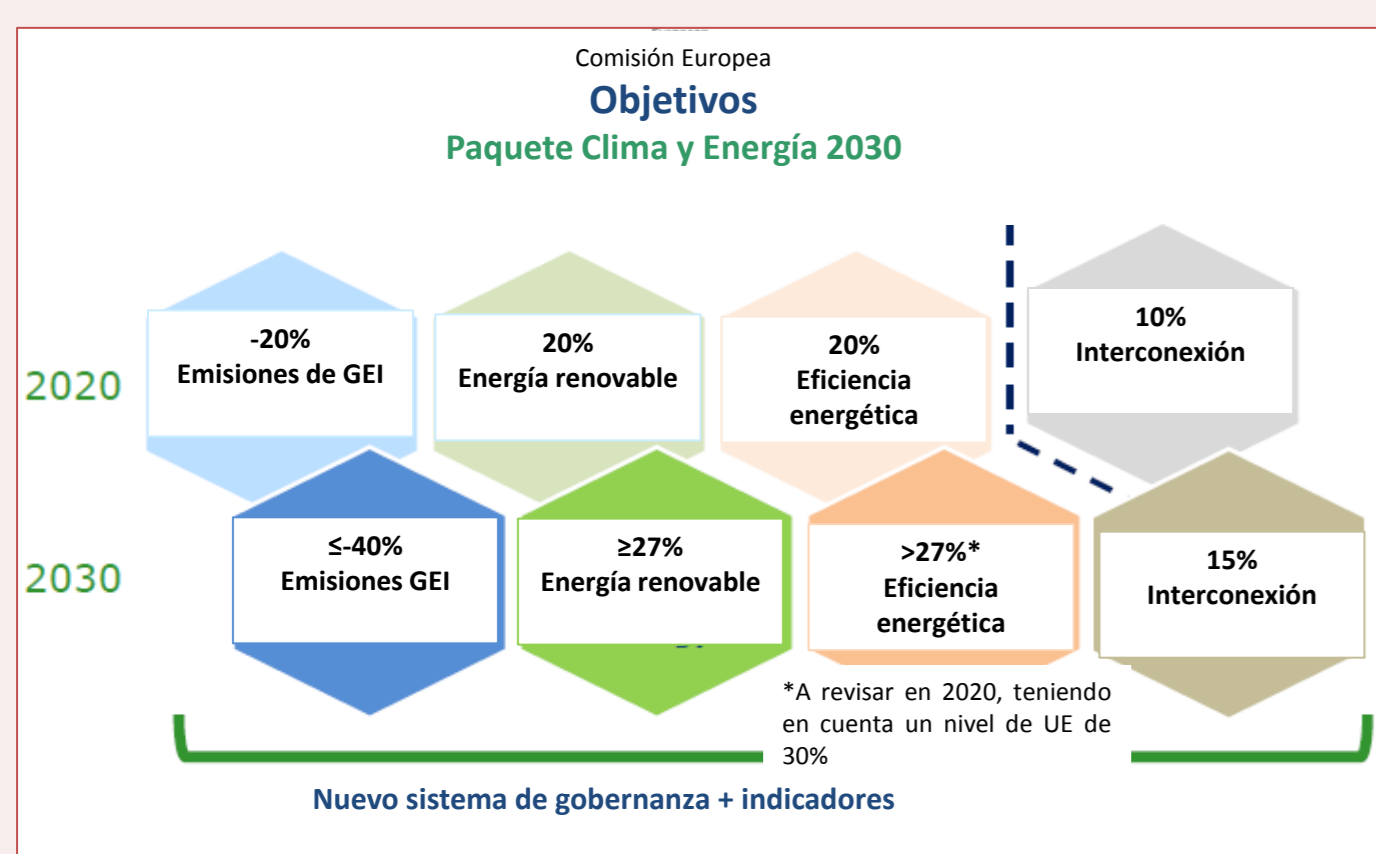 Comisión Europea
Objetivos
Paquete Clima y Energía 2030
2020
-20%
Emisiones de GEI
20%
Energía renovable
20%
Eficiencia
energética
10%
Interconexión
2030
≤-40%
Emisiones GEI
≥27%
Energía renovable
>27%*
Eficiencia
energética
15%
Interconexión
*A revisar en 2020, teniendo
en cuenta un nivel de UE de
30%
Nuevo sistema de gobernanza + indicadores